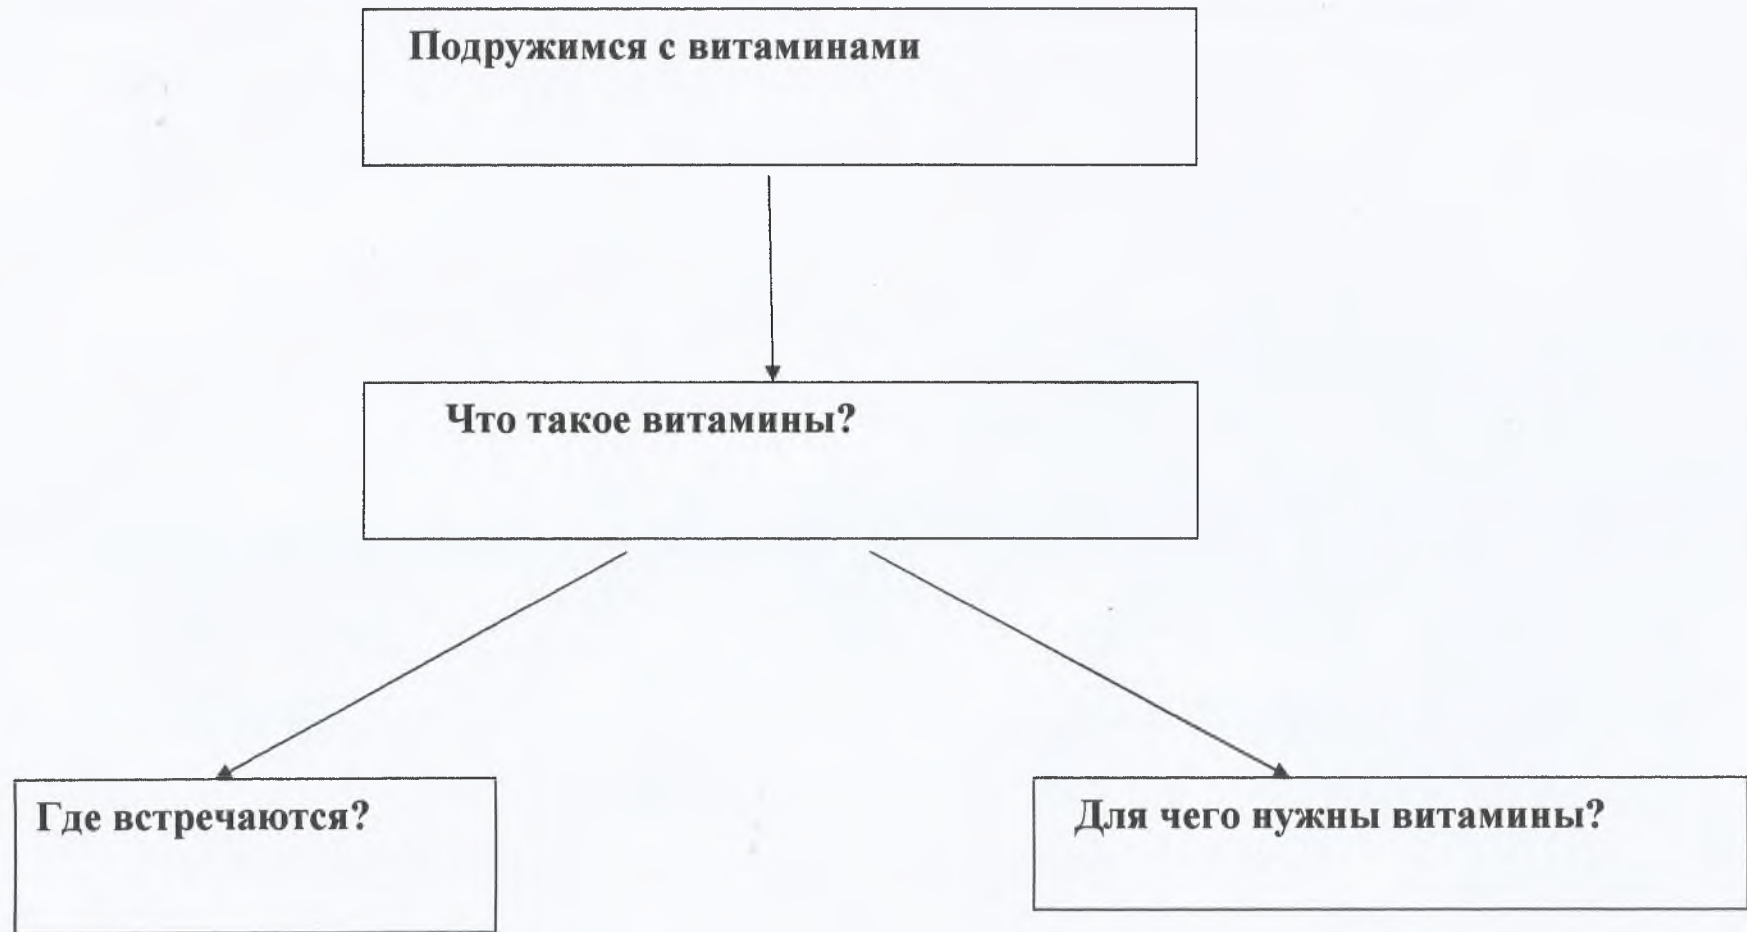 Подружимся с витаминами
Что такое витамины?
Где встречаются?
Для чего нужны витамины?